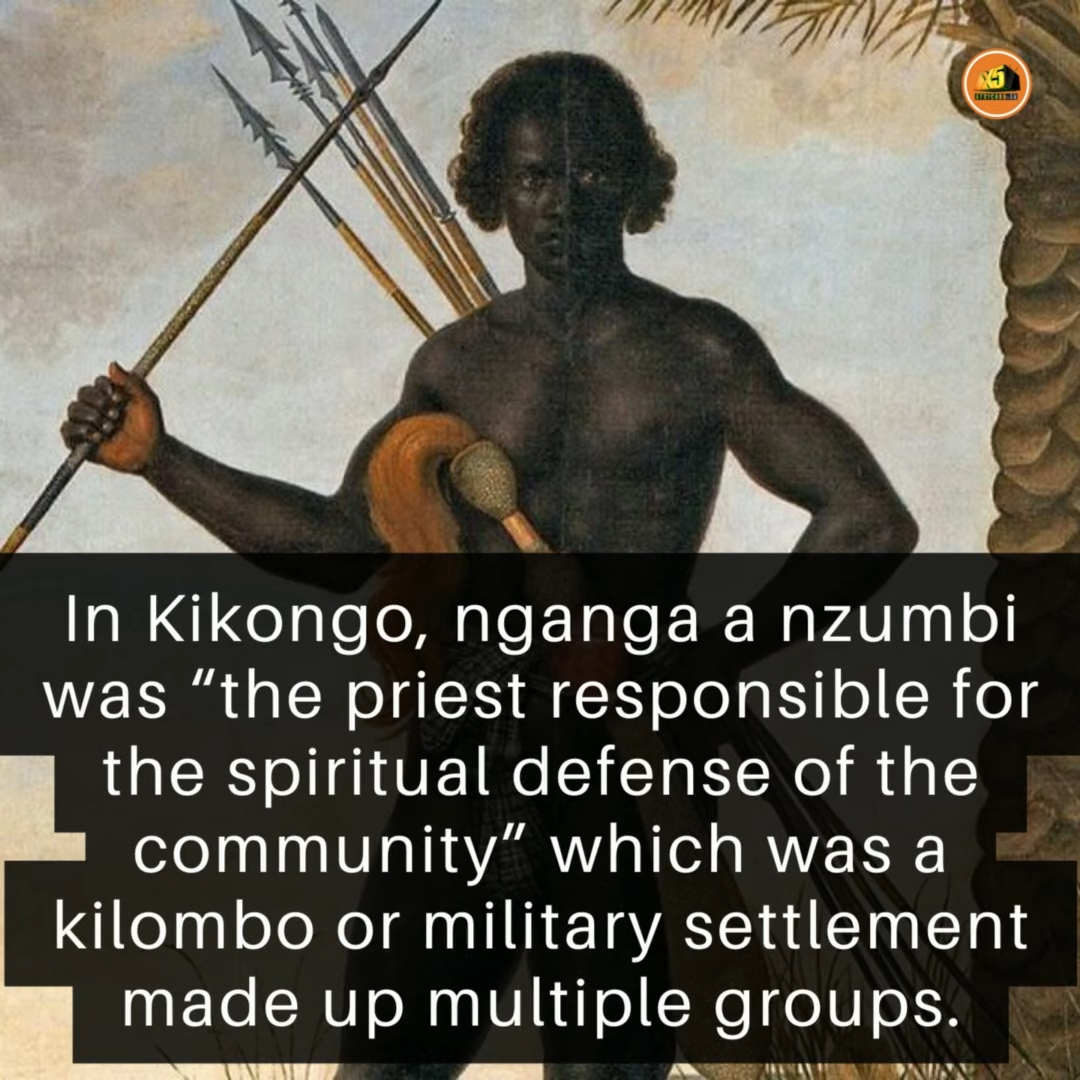 In Kikongo, nganga a nzumbi
was “the priest responsible for
the spiritual defense of the
community” which was a
kilombo or military settlement
made up multiple groups.